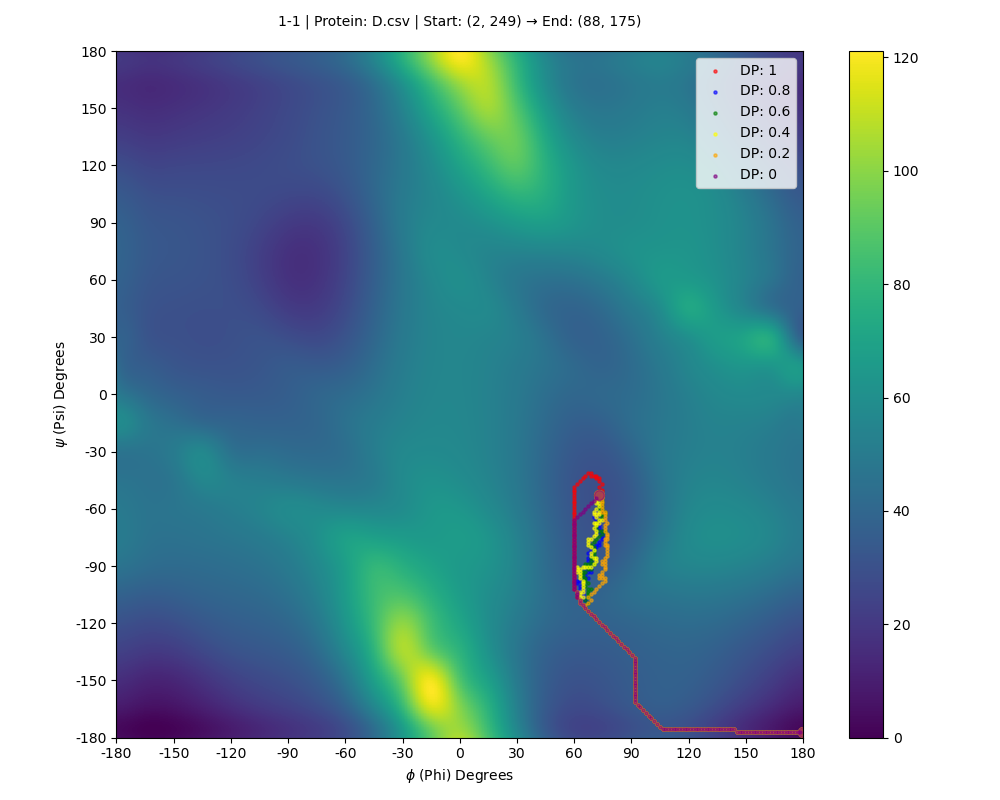 1-1 | Protein: D.csv | Start: (2, 249) → End: (88, 175)
DP: 1
DP: 0.8
DP: 0.6
DP: 0.4
DP: 0.2
DP: 0
180
150
120
90
60
30
0
-30
-60
-90
-120
-150
-180
ψ (Psi) Degrees
-180 -150 -120 -90 -60 -30 0 30 60 90 120 150 180
ϕ (Phi) Degrees
120
100
80
60
40
20
0